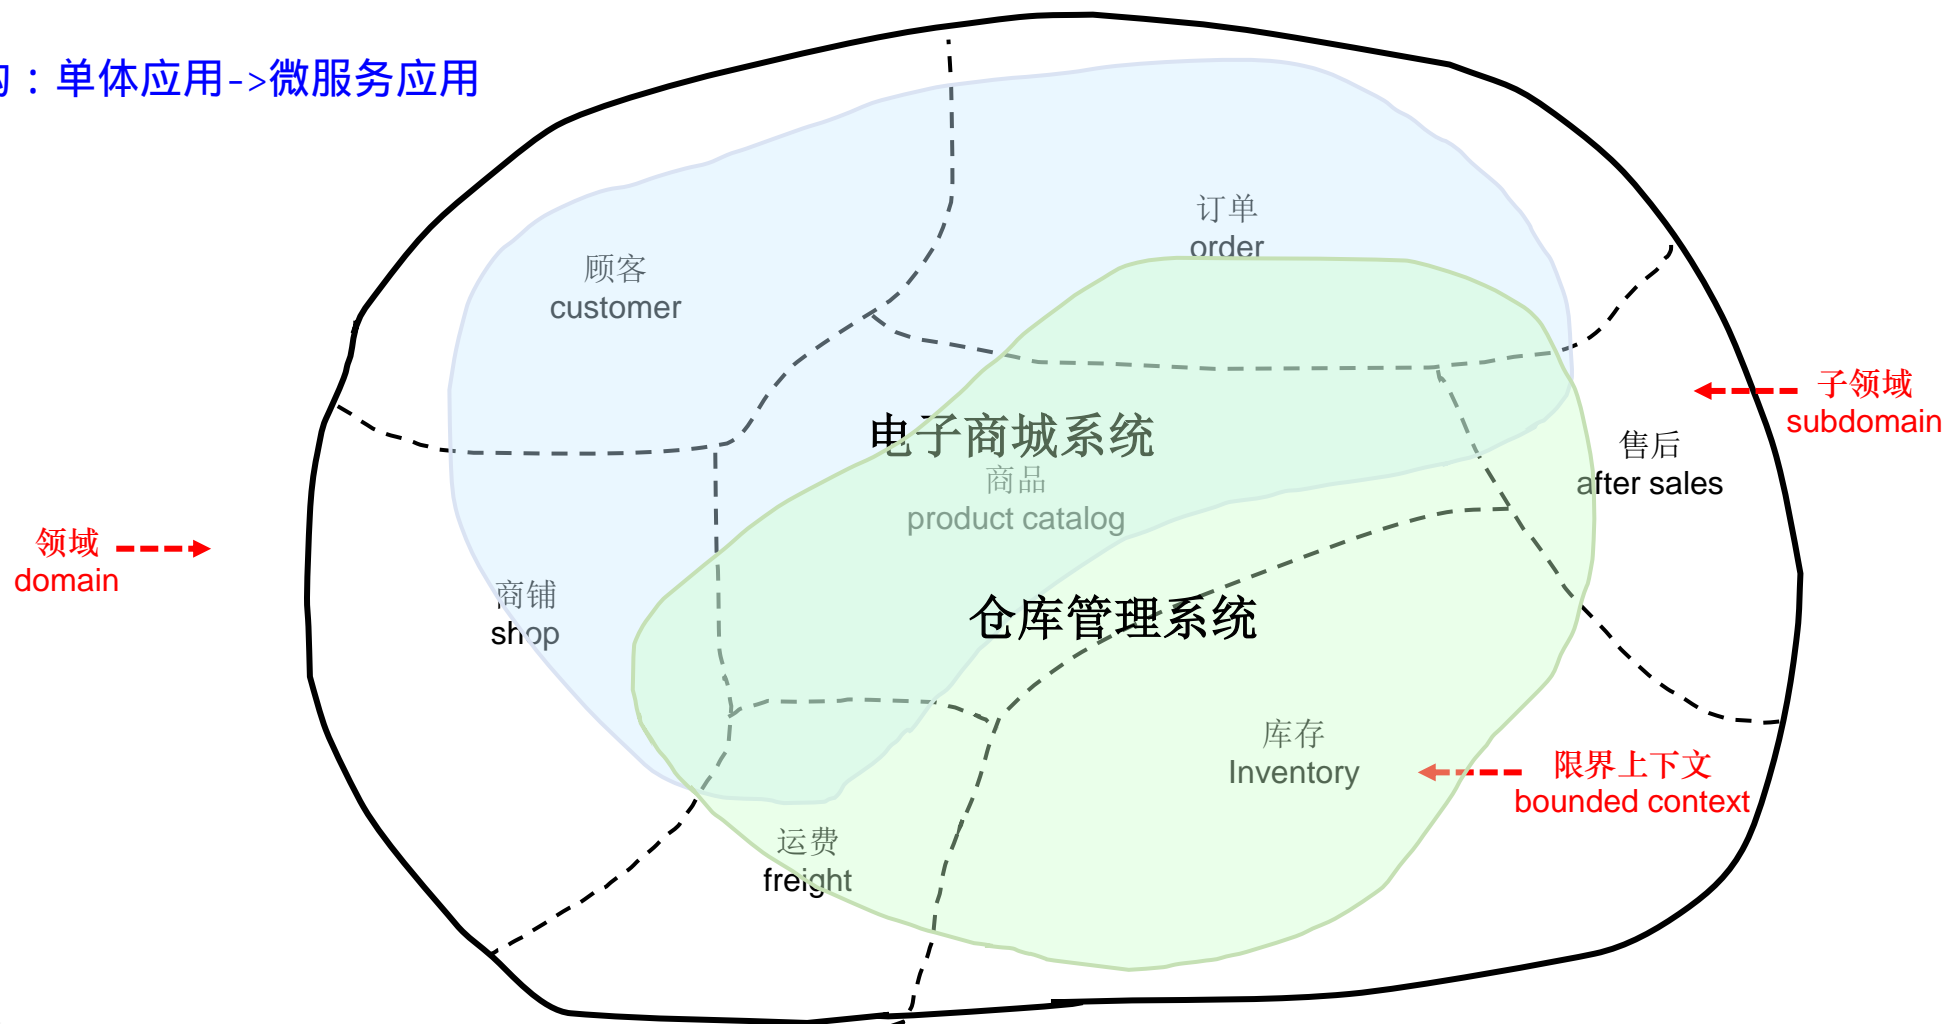 ：单体应用->微服务应用
订单
order
顾客
customer
子领域
subdomain
电子商城系统
售后
after sales
商品
product catalog
领域
domain
商铺
shop
仓库管理系统
库存
Inventory
限界上下文
bounded context
运费
freight